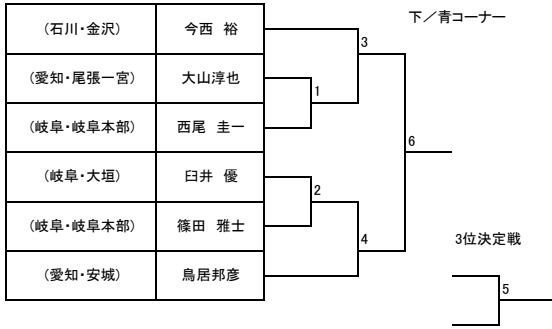 下／青コーナー
(石川・金沢) 今西 裕
3
(愛知・尾張一宮) 大山淳也
1
(岐阜・岐阜本部) 西尾 圭一
6
(岐阜・大垣) 臼井 優
2
(岐阜・岐阜本部) 篠田 雅士
4
3位決定戦
(愛知・安城) 鳥居邦彦
5